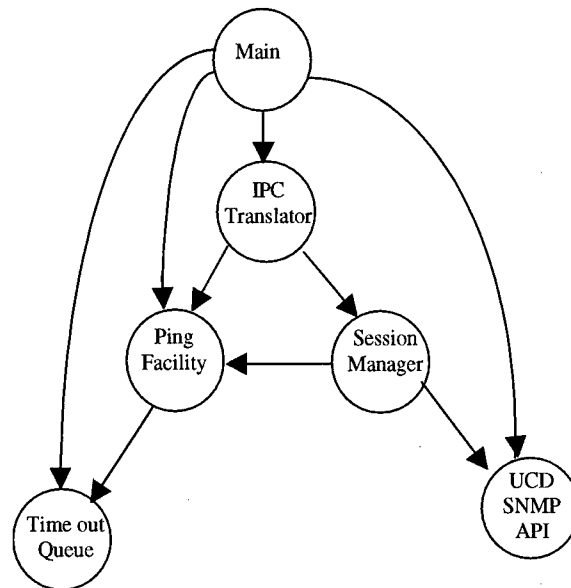 Main
IPC
Translator
Ping
Facility
Session
Manager
UCD
SNMP
API
Time out
Queue